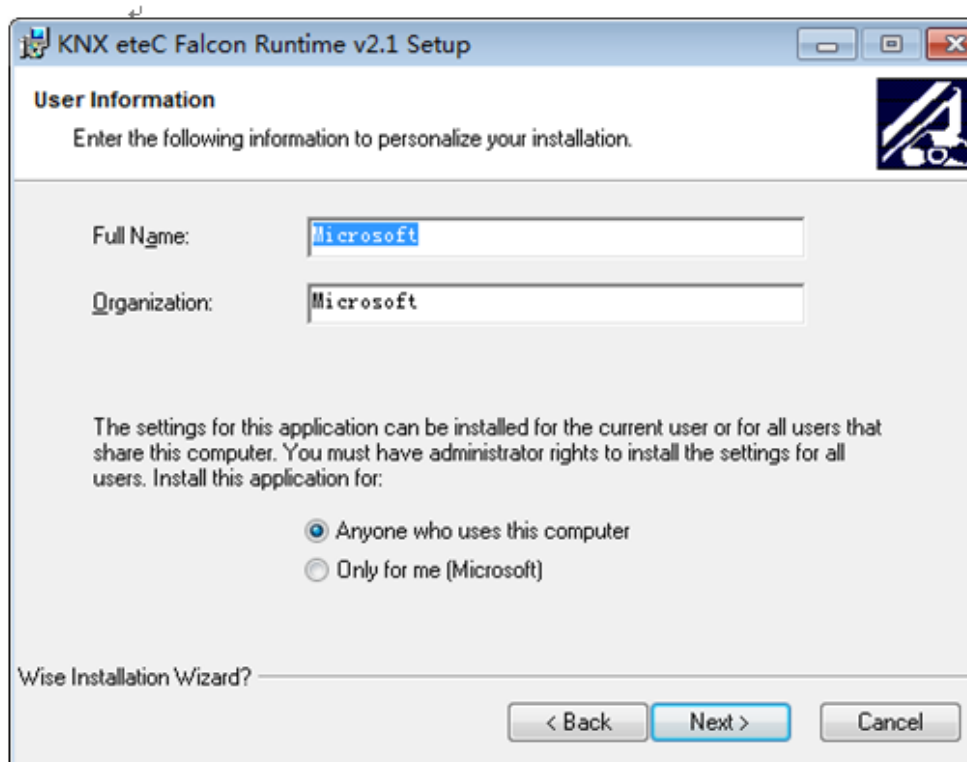 KNX eteC Falcon Runtime v2.1 Setup
User Information
Enter the following information to personalize your installation.
Full Name:
Microsoft
Organization:
Microsoft
The settings for this application can be installed for the current user or for all users that
share this computer. You must have administrator rights to install the settings for all
users. Install this application for:
Anyone who uses this computer
Only for me (Microsoft)
Wise Installation Wizard?
< Back
Next >
Cancel